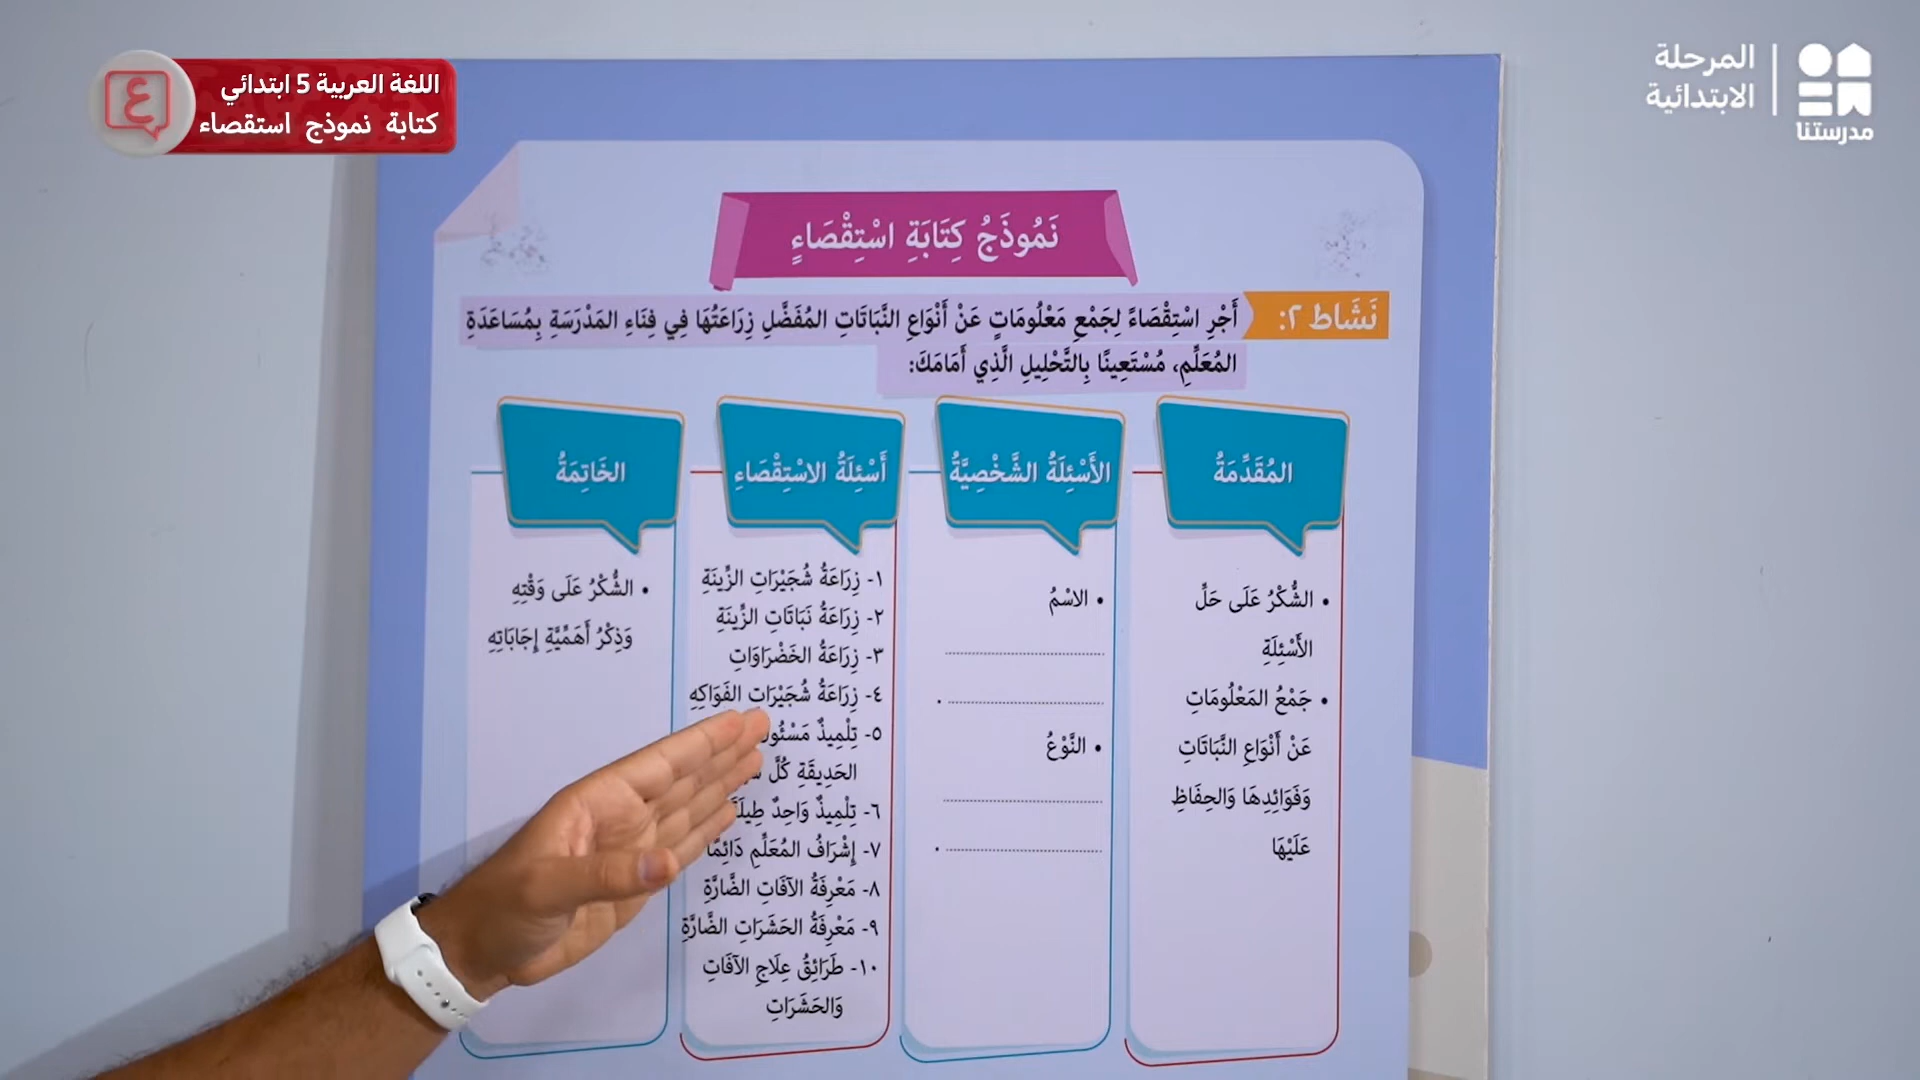 اللغة العربية 5 ابتدائي
كتابة نموذج استقصاء
المرحلة
الابتدائية
مدرستنا
نَمُوذَجُ كِتَابَةِ اسْتِقْصَاءٍ
نَشَاط ٢:
أَجْرِ اسْتِقْصَاءً لِجَمْعِ مَعْلُومَاتٍ عَنْ أَنْوَاعِ النَّبَاتَاتِ المُفَضَّلِ زِرَاعَتُهَا فِي فِنَاءِ المَدْرَسَةِ بِمُسَاعَدَةِ
المُعَلِّمِ، مُسْتَعِينًا بِالتَّحْلِيلِ الَّذِي أَمَامَكَ:
المُقَدِّمَةُ
• الشُّكْرُ عَلَى حَلِّ
الأَسْئِلَةِ
• جَمْعُ المَعْلُومَاتِ
عَنْ أَنْوَاعِ النَّبَاتَاتِ
وَفَوَائِدِهَا وَالحِفَاظِ
عَلَيْهَا
الأَسْئِلَةُ الشَّخْصِيَّةُ
• الاسْمُ
• النَّوْعُ
أَسْئِلَةُ الاسْتِقْصَاءِ
١- زِرَاعَةُ شُجَيْرَاتِ الزِّينَةِ
٢- زِرَاعَةُ نَبَاتَاتِ الزِّينَةِ
٣- زِرَاعَةُ الخَضْرَاوَاتِ
٤- زِرَاعَةُ شُجَيْرَاتِ الفَوَاكِهِ
٥- تِلْمِيذٌ
الحَدِيقَةِ كُلَّ
٦- تِلْمِيذٌ وَاحِدٌ
٧- إِشْرَافُ المُعَلِّمِ دَائِمًا
٨- مَعْرِفَةُ الآفَاتِ الضَّارَّةِ
٩- مَعْرِفَةُ الحَشَرَاتِ الضَّارَّةِ
١٠- طَرَائِقُ عِلَاجِ الآفَاتِ
وَالحَشَرَاتِ
الخَاتِمَةُ
• الشُّكْرُ عَلَى وَقْتِهِ
وَذِكْرُ أَهَمِّيَّةِ إِجَابَاتِهِ